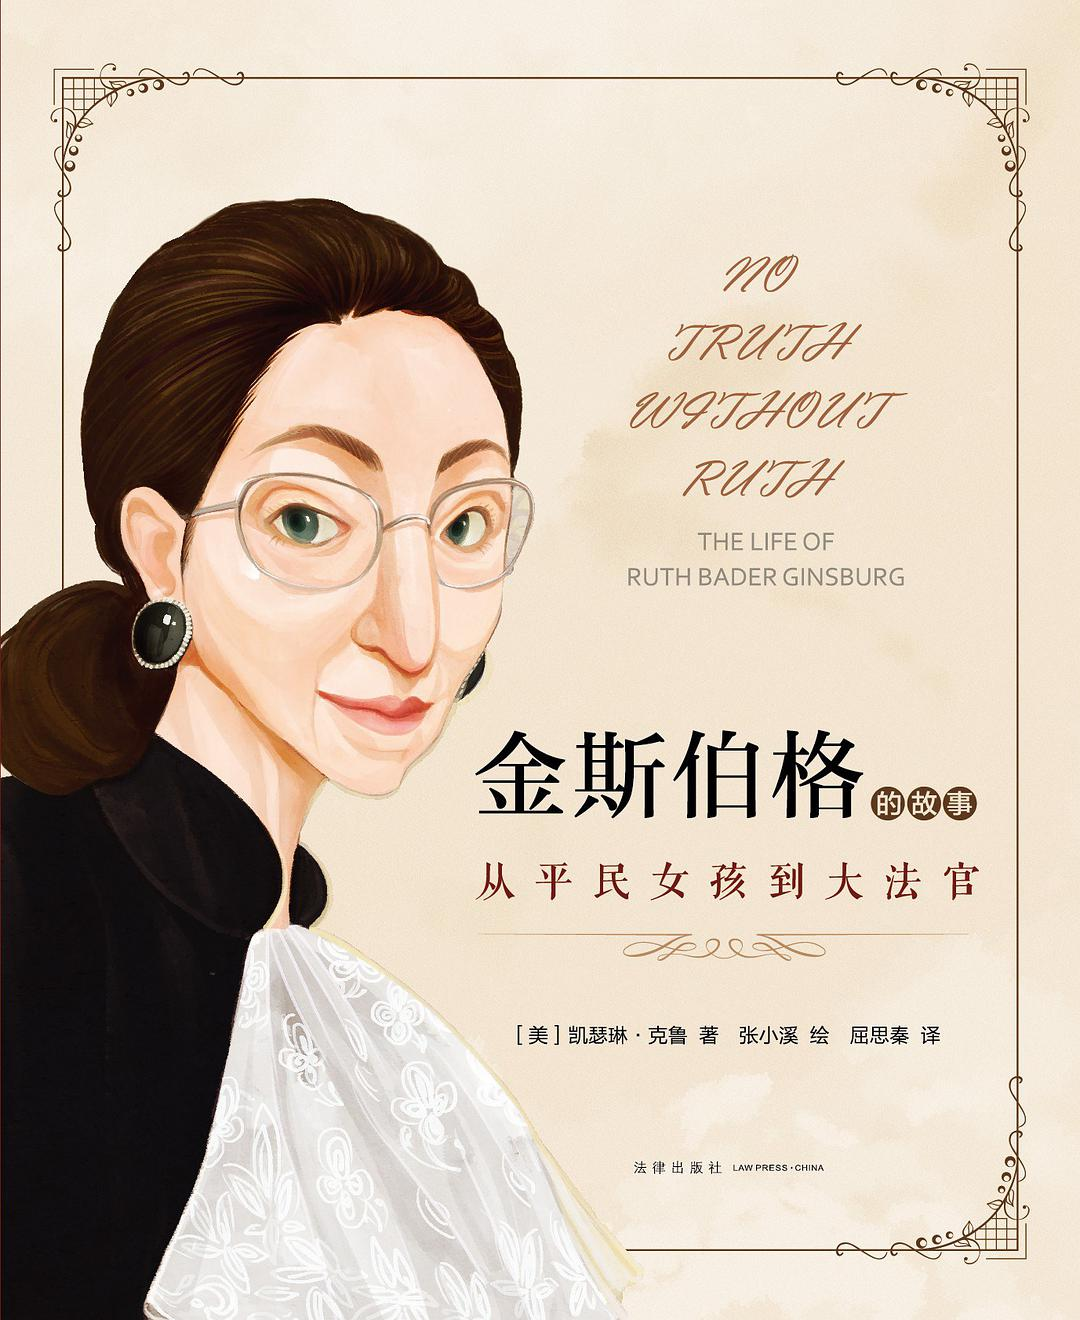 NO
TRUTH
WITHOUT
RUTH
THE LIFE OF
RUTH BADER GINSBURG
金斯伯格的故事
从平民女孩到大法官
[美] 凯瑟琳·克鲁 著 张小溪 绘 屈思秦 译
法律出版社 LAW PRESS·CHINA